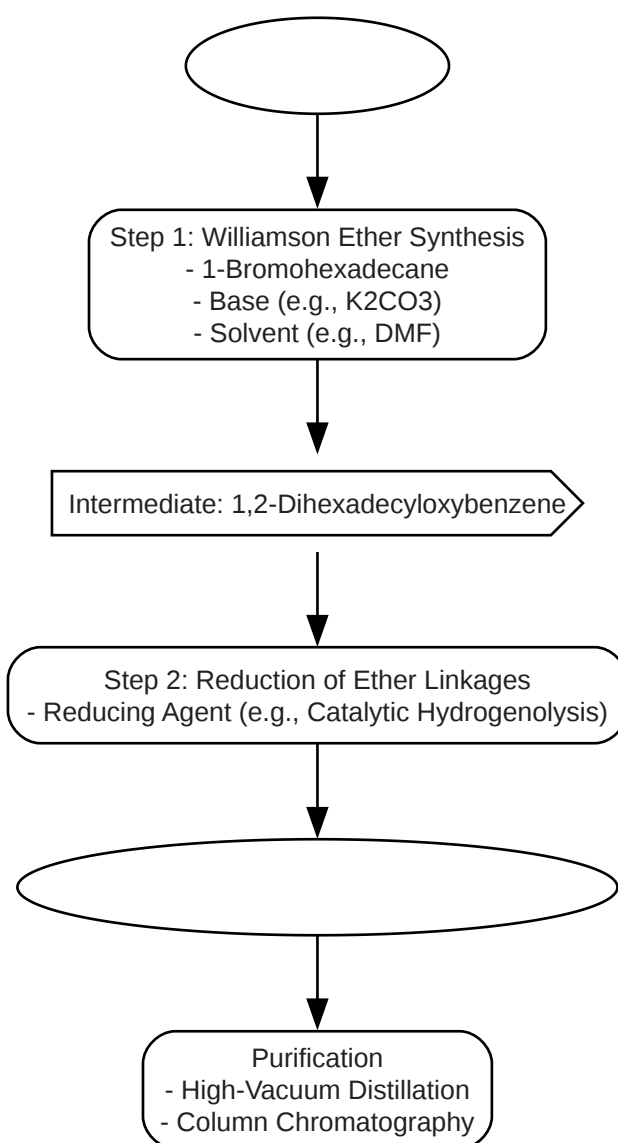 Step 1: Williamson Ether Synthesis
- 1-Bromohexadecane
- Base (e.g., K2CO3)
- Solvent (e.g., DMF)
Intermediate: 1,2-Dihexadecyloxybenzene
Step 2: Reduction of Ether Linkages
- Reducing Agent (e.g., Catalytic Hydrogenolysis)
Purification
- High-Vacuum Distillation
- Column Chromatography